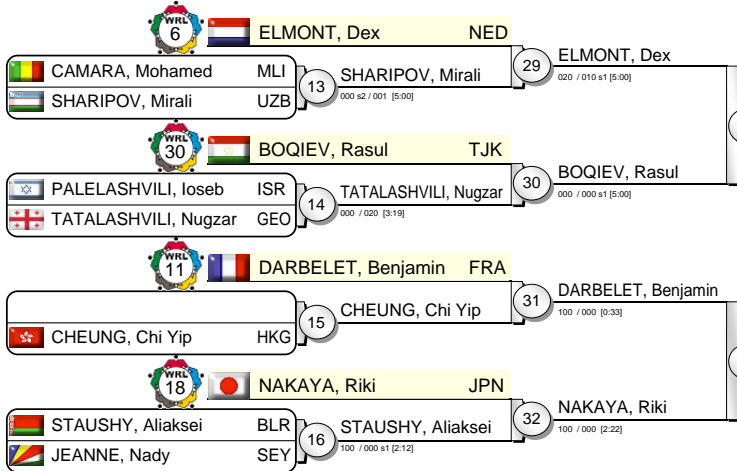 WRL
6
ELMONT, Dex NED
CAMARA, Mohamed MLI
SHARIPOV, Mirali UZB
13
SHARIPOV, Mirali
000 s2 / 001 [5:00]
29
ELMONT, Dex
020 / 010 s1 [5:00]
WRL
30
BOQIEV, Rasul TJK
PALELASHVILI, Ioseb ISR
TATALASHVILI, Nugzar GEO
14
TATALASHVILI, Nugzar
000 / 020 [3:19]
30
BOQIEV, Rasul
000 / 000 s1 [5:00]
WRL
11
DARBELET, Benjamin FRA
CHEUNG, Chi Yip HKG
15
CHEUNG, Chi Yip
31
DARBELET, Benjamin
100 / 000 [0:33]
WRL
18
NAKAYA, Riki JPN
STAUSHY, Aliaksei BLR
JEANNE, Nady SEY
16
STAUSHY, Aliaksei
100 / 000 s1 [2:12]
32
NAKAYA, Riki
100 / 000 [2:22]